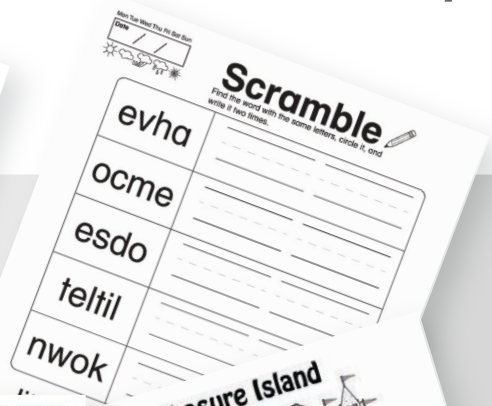 Mon Tue Wed Thu Fri Sat Sun
Date / /
Scramble
Find the word with the same letters, circle it, and
write it two times.
evha
ocme
esdo
teltil
nwok
Island